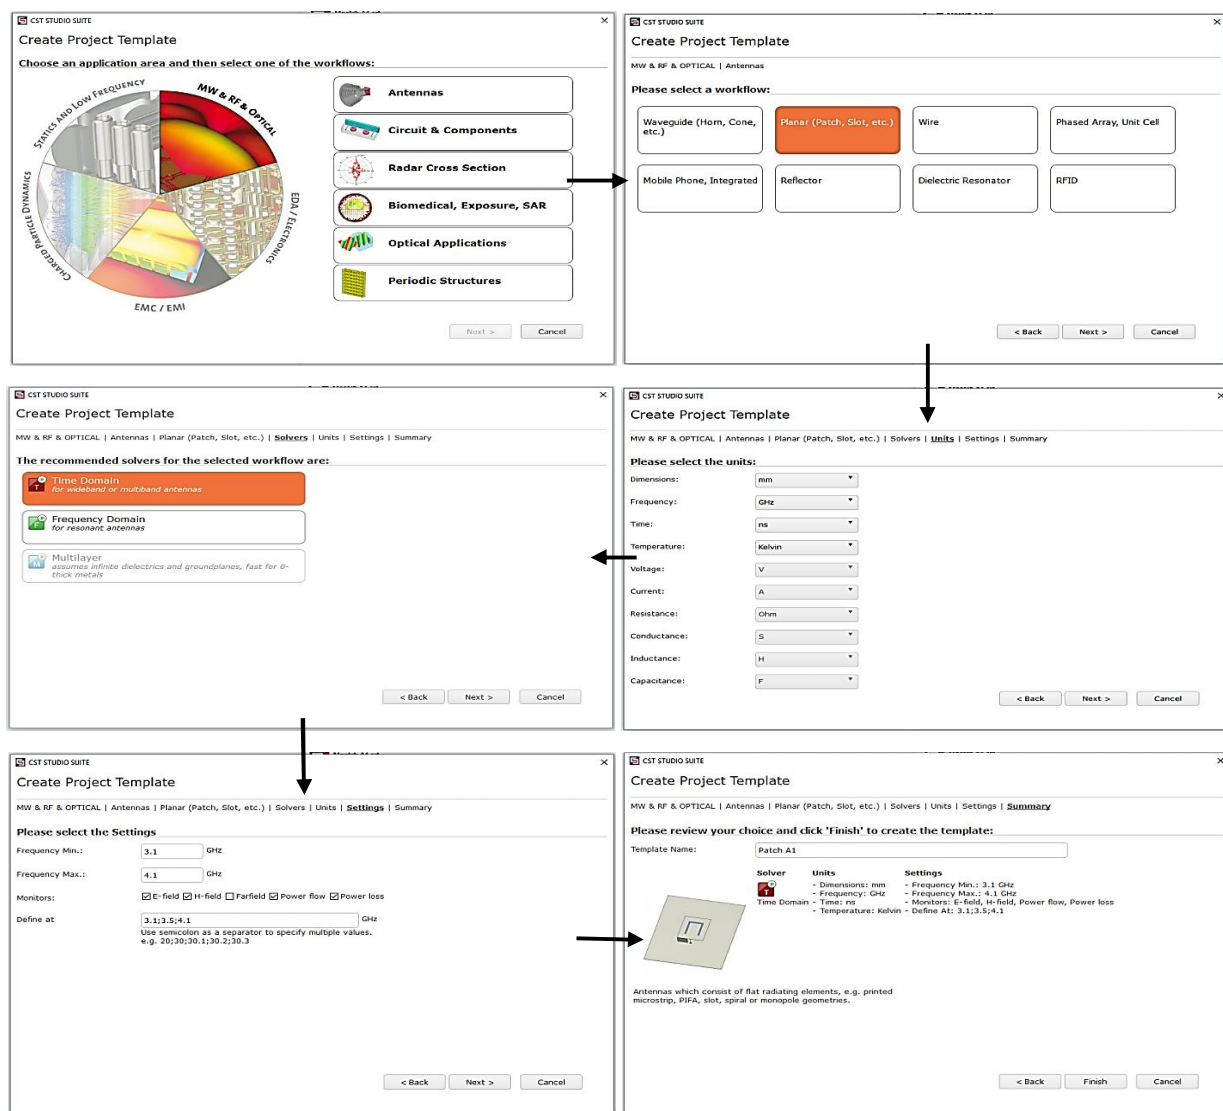 CST STUDIO SUITE
Create Project Template
Choose an application area and then select one of the workflows:
STATICS AND LOW FREQUENCY
MW & RF & OPTICAL
EDA / ELECTRONICS
EMC / EMI
CHARGED PARTICLE DYNAMICS
Antennas
Circuit & Components
Radar Cross Section
Biomedical, Exposure, SAR
Optical Applications
Periodic Structures
Next >
Cancel
CST STUDIO SUITE
Create Project Template
MW & RF & OPTICAL | Antennas
Please select a workflow:
Waveguide (Horn, Cone,
etc.)
Planar (Patch, Slot, etc.)
Wire
Phased Array, Unit Cell
Mobile Phone, Integrated
Reflector
Dielectric Resonator
RFID
< Back
Next >
Cancel
CST STUDIO SUITE
Create Project Template
MW & RF & OPTICAL | Antennas | Planar (Patch, Slot, etc.) | Solvers | Units | Settings | Summary
The recommended solvers for the selected workflow are:
T
Time Domain
for wideband or multiband antennas
F
Frequency Domain
for resonant antennas
M
Multilayer
assumes infinite dielectrics and groundplanes, fast for 0-
thick metals
< Back
Next >
Cancel
CST STUDIO SUITE
Create Project Template
MW & RF & OPTICAL | Antennas | Planar (Patch, Slot, etc.) | Solvers | Units | Settings | Summary
Please select the units:
Dimensions: mm
Frequency: GHz
Time: ns
Temperature: Kelvin
Voltage: V
Current: A
Resistance: Ohm
Conductance: S
Inductance: H
Capacitance: F
< Back
Next >
Cancel
CST STUDIO SUITE
Create Project Template
MW & RF & OPTICAL | Antennas | Planar (Patch, Slot, etc.) | Solvers | Units | Settings | Summary
Please select the Settings
Frequency Min.: 3.1 GHz
Frequency Max.: 4.1 GHz
Monitors: E-field H-field Farfield Power flow Power loss
Define at 3.1;3.5;4.1 GHz
Use semicolon as a separator to specify multiple values.
e.g. 20;30;30.1;30.2;30.3
< Back
Next >
Cancel
CST STUDIO SUITE
Create Project Template
MW & RF & OPTICAL | Antennas | Planar (Patch, Slot, etc.) | Solvers | Units | Settings | Summary
Please review your choice and click 'Finish' to create the template:
Template Name: Patch A1
Solver Units Settings
T
- Dimensions: mm - Frequency Min.: 3.1 GHz
- Frequency: GHz - Frequency Max.: 4.1 GHz
Time Domain - Time: ns - Monitors: E-field, H-field, Power flow, Power loss
- Temperature: Kelvin - Define At: 3.1;3.5;4.1
Antennas which consist of flat radiating elements, e.g. printed
microstrip, PIFA, slot, spiral or monopole geometries.
< Back
Finish
Cancel